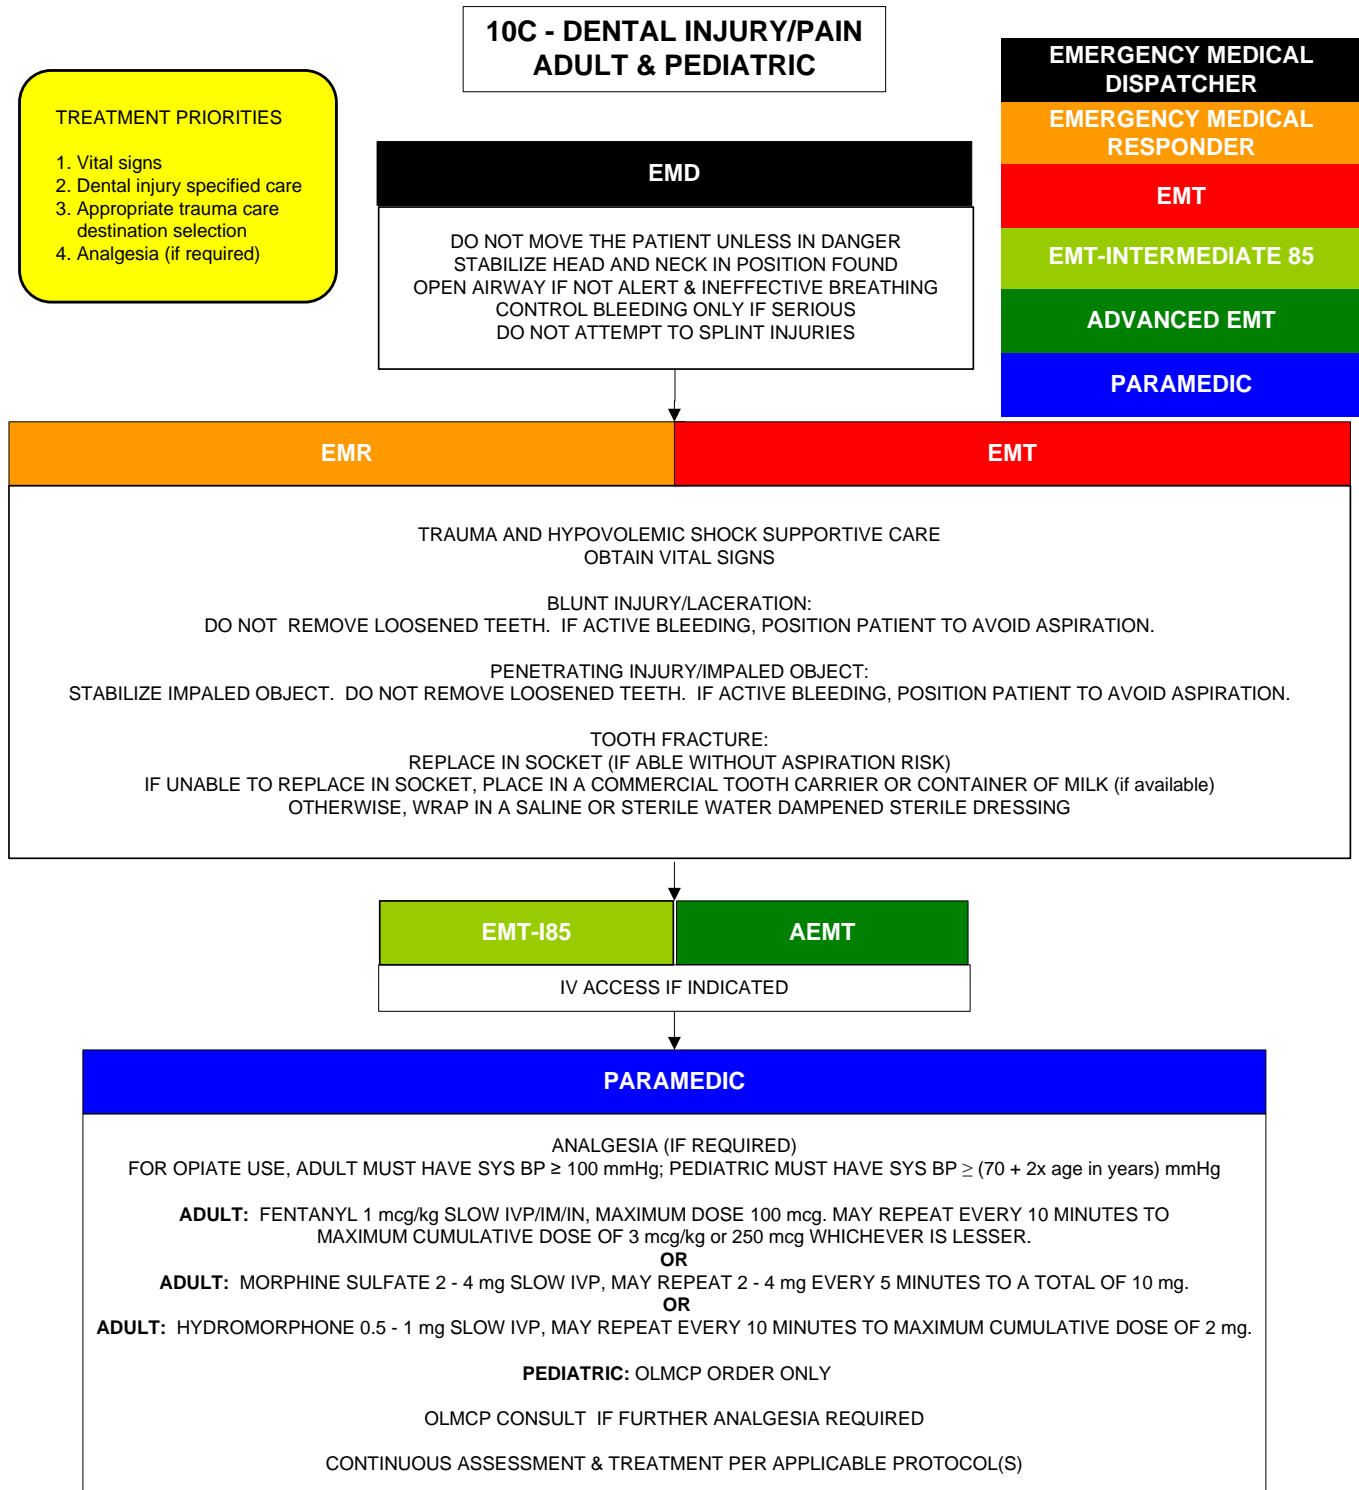 10C - DENTAL INJURY/PAIN
ADULT & PEDIATRIC
TREATMENT PRIORITIES
1. Vital signs
2. Dental injury specified care
3. Appropriate trauma care
destination selection
4. Analgesia (if required)
EMERGENCY MEDICAL
DISPATCHER
EMERGENCY MEDICAL
RESPONDER
EMT
EMT-INTERMEDIATE 85
ADVANCED EMT
PARAMEDIC
EMD
DO NOT MOVE THE PATIENT UNLESS IN DANGER
STABILIZE HEAD AND NECK IN POSITION FOUND
OPEN AIRWAY IF NOT ALERT & INEFFECTIVE BREATHING
CONTROL BLEEDING ONLY IF SERIOUS
DO NOT ATTEMPT TO SPLINT INJURIES
EMR
EMT
TRAUMA AND HYPOVOLEMIC SHOCK SUPPORTIVE CARE
OBTAIN VITAL SIGNS
BLUNT INJURY/LACERATION:
DO NOT  REMOVE LOOSENED TEETH.  IF ACTIVE BLEEDING, POSITION PATIENT TO AVOID ASPIRATION.
PENETRATING INJURY/IMPALED OBJECT:
STABILIZE IMPALED OBJECT.  DO NOT REMOVE LOOSENED TEETH.  IF ACTIVE BLEEDING, POSITION PATIENT TO AVOID ASPIRATION.
TOOTH FRACTURE:
REPLACE IN SOCKET (IF ABLE WITHOUT ASPIRATION RISK)
IF UNABLE TO REPLACE IN SOCKET, PLACE IN A COMMERCIAL TOOTH CARRIER OR CONTAINER OF MILK (if available)
OTHERWISE, WRAP IN A SALINE OR STERILE WATER DAMPENED STERILE DRESSING
EMT-I85
AEMT
IV ACCESS IF INDICATED
PARAMEDIC
ANALGESIA (IF REQUIRED)
FOR OPIATE USE, ADULT MUST HAVE SYS BP ≥ 100 mmHg; PEDIATRIC MUST HAVE SYS BP ≥ (70 + 2x age in years) mmHg
ADULT:  FENTANYL 1 mcg/kg SLOW IVP/IM/IN, MAXIMUM DOSE 100 mcg. MAY REPEAT EVERY 10 MINUTES TO
MAXIMUM CUMULATIVE DOSE OF 3 mcg/kg or 250 mcg WHICHEVER IS LESSER.
OR
ADULT:  MORPHINE SULFATE 2 - 4 mg SLOW IVP, MAY REPEAT 2 - 4 mg EVERY 5 MINUTES TO A TOTAL OF 10 mg.
OR
ADULT:  HYDROMORPHONE 0.5 - 1 mg SLOW IVP, MAY REPEAT EVERY 10 MINUTES TO MAXIMUM CUMULATIVE DOSE OF 2 mg.
PEDIATRIC: OLMCP ORDER ONLY
OLMCP CONSULT  IF FURTHER ANALGESIA REQUIRED
CONTINUOUS ASSESSMENT & TREATMENT PER APPLICABLE PROTOCOL(S)